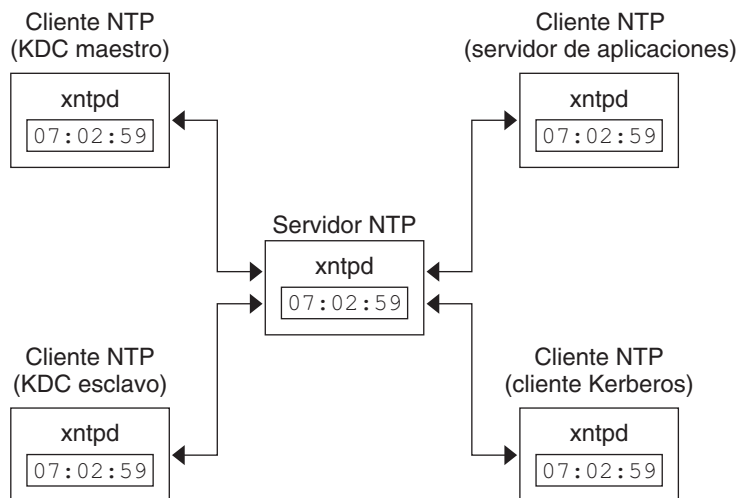 Cliente NTP
(KDC maestro)
xntpd
07:02:59
Cliente NTP
(servidor de aplicaciones)
xntpd
07:02:59
Servidor NTP
xntpd
07:02:59
Cliente NTP
(KDC esclavo)
xntpd
07:02:59
Cliente NTP
(cliente Kerberos)
xntpd
07:02:59